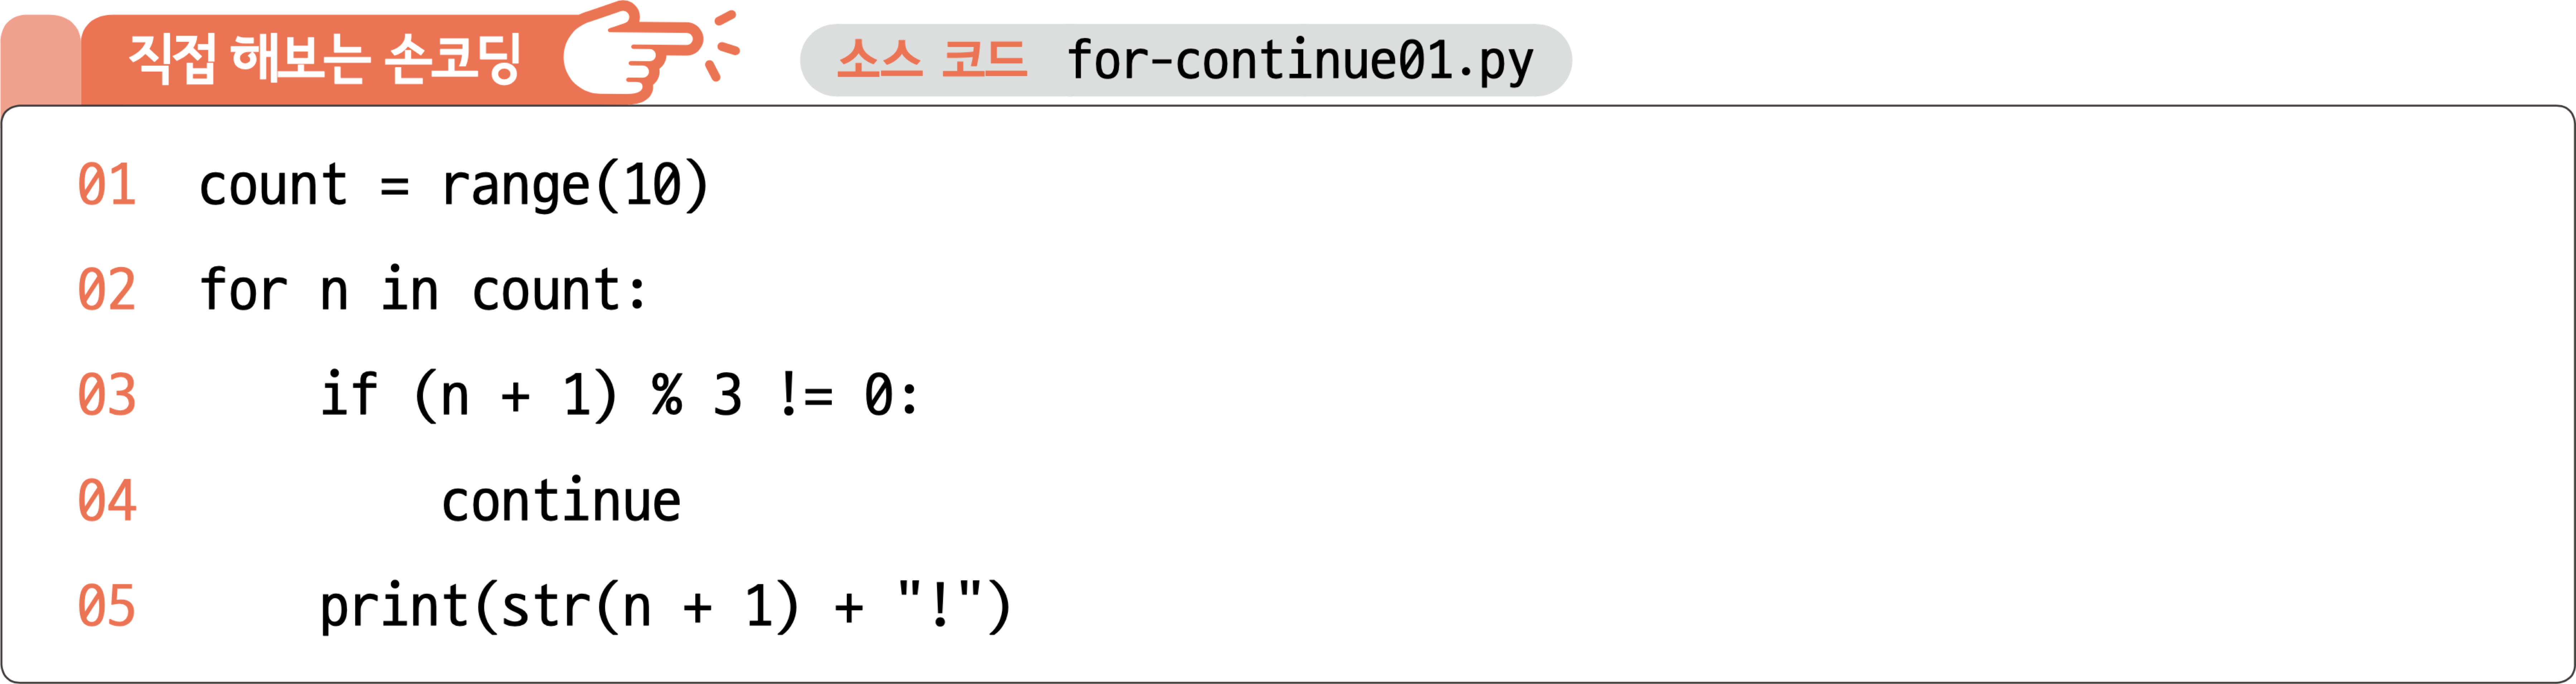 직접 해보는 손코딩
소스 코드 for-continue01.py
01 count = range(10)
02 for n in count:
03     if (n + 1) % 3 != 0:
04         continue
05     print(str(n + 1) + "!")